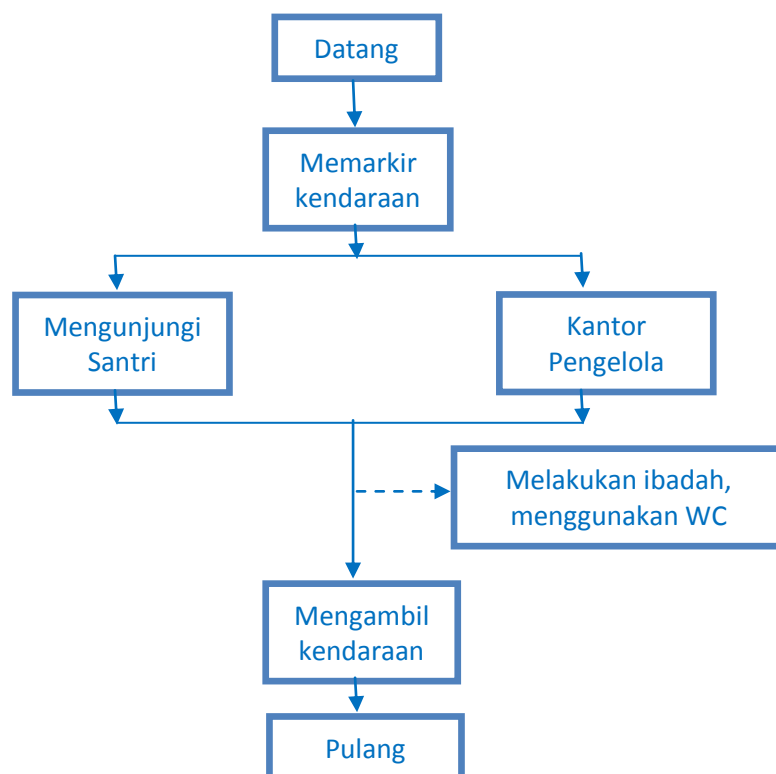 Datang
Memarkir
kendaraan
Mengunjungi
Santri
Kantor
Pengelola
Melakukan ibadah,
menggunakan WC
Mengambil
kendaraan
Pulang